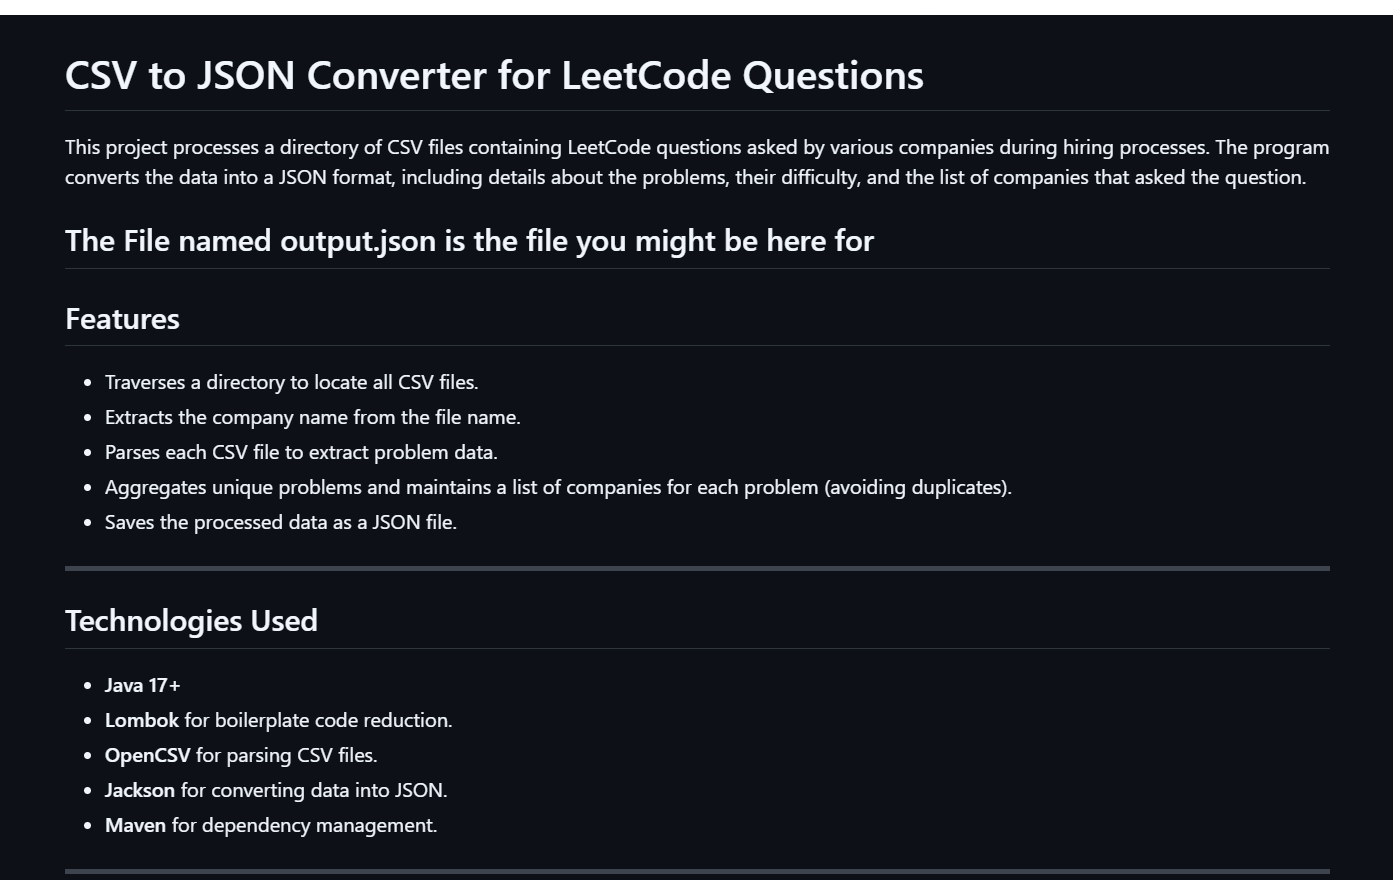 CSV to JSON Converter for LeetCode Questions
This project processes a directory of CSV files containing LeetCode questions asked by various companies during hiring processes. The program
converts the data into a JSON format, including details about the problems, their difficulty, and the list of companies that asked the question.
The File named output.json is the file you might be here for
Features
Traverses a directory to locate all CSV files.
Extracts the company name from the file name.
Parses each CSV file to extract problem data.
Aggregates unique problems and maintains a list of companies for each problem (avoiding duplicates).
Saves the processed data as a JSON file.
Technologies Used
Java 17+
Lombok for boilerplate code reduction.
OpenCSV for parsing CSV files.
Jackson for converting data into JSON.
Maven for dependency management.